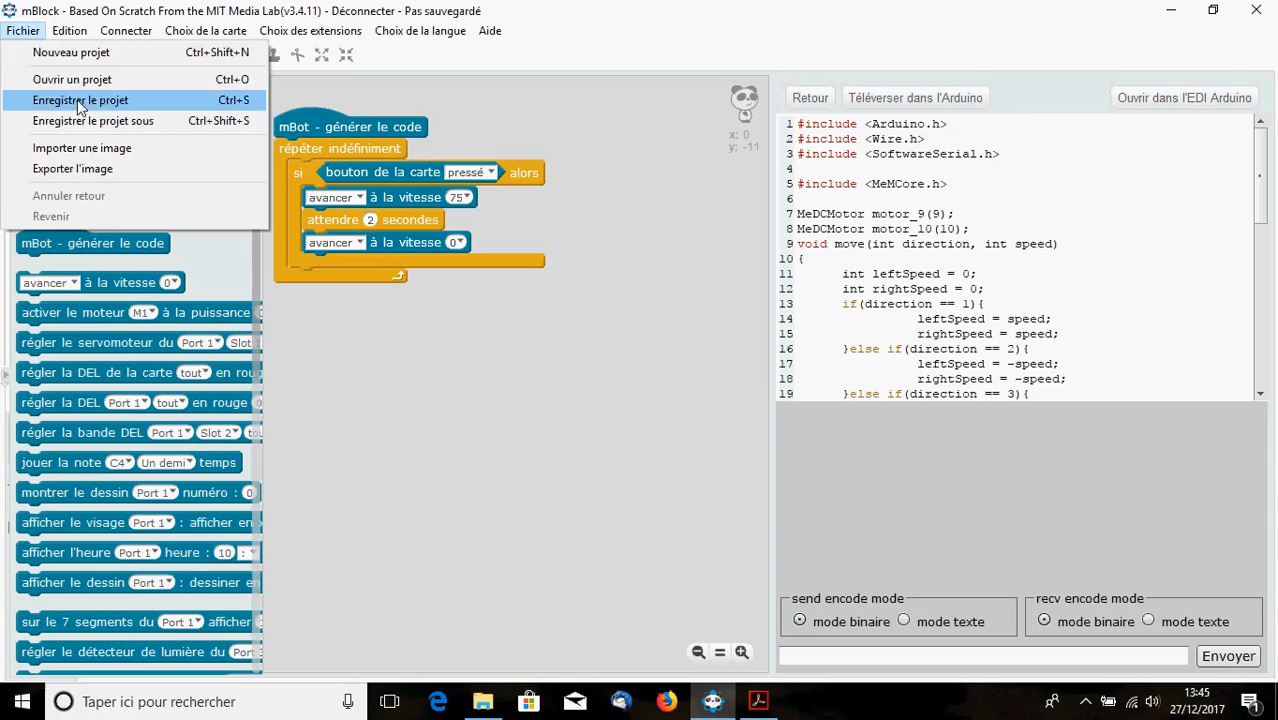 mBlock - Based On Scratch From the MIT Media Lab(v3.4.11) - Déconnecter - Pas sauvegardé
Fichier Edition Connecter Choix de la carte Choix des extensions Choix de la langue Aide
Nouveau projet Ctrl+Shift+N
Ouvrir un projet Ctrl+O
Enregistrer le projet Ctrl+S
Enregistrer le projet sous Ctrl+Shift+S
Importer une image
Exporter l'image
Annuler retour
Revenir
mBot - générer le code
avancer à la vitesse 0
activer le moteur M1 à la puissance
régler le servomoteur du Port 1 Slot
régler la DEL de la carte tout en roug
régler la DEL Port 1 tout en rouge
régler la bande DEL Port 1 Slot 2
jouer la note C4 Un demi temps
montrer le dessin Port 1 numéro : 0
afficher le visage Port 1 : afficher en
afficher l'heure Port 1 heure : 10 :
afficher le dessin Port 1 : dessiner en
sur le 7 segments du Port 1 afficher
régler le détecteur de lumière du Port
mBot - générer le code
répéter indéfiniment
si bouton de la carte pressé alors
avancer à la vitesse 75
attendre 2 secondes
avancer à la vitesse 0
x: 0
y: -11
Retour Téléverser dans l'Arduino Ouvrir dans l'EDI Arduino
1 #include <Arduino.h>
2 #include <Wire.h>
3 #include <SoftwareSerial.h>
4
5 #include <MeMCore.h>
6
7 MeDCMotor motor_9(9);
8 MeDCMotor motor_10(10);
9 void move(int direction, int speed)
10 {
11 int leftSpeed = 0;
12 int rightSpeed = 0;
13 if(direction == 1){
14 leftSpeed = speed;
15 rightSpeed = speed;
16 }else if(direction == 2){
17 leftSpeed = -speed;
18 rightSpeed = -speed;
19 }else if(direction == 3){
send encode mode
mode binaire mode texte
recv encode mode
mode binaire mode texte
Envoyer
Taper ici pour rechercher
13:45
27/12/2017